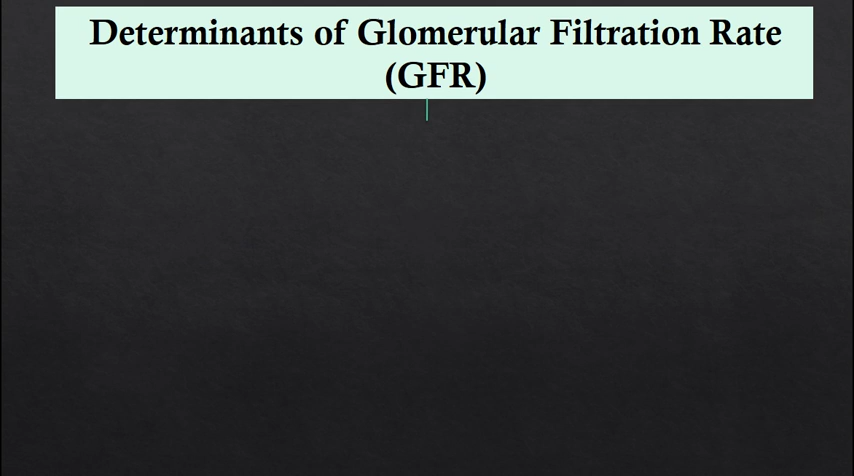 Determinants of Glomerular Filtration Rate
(GFR)